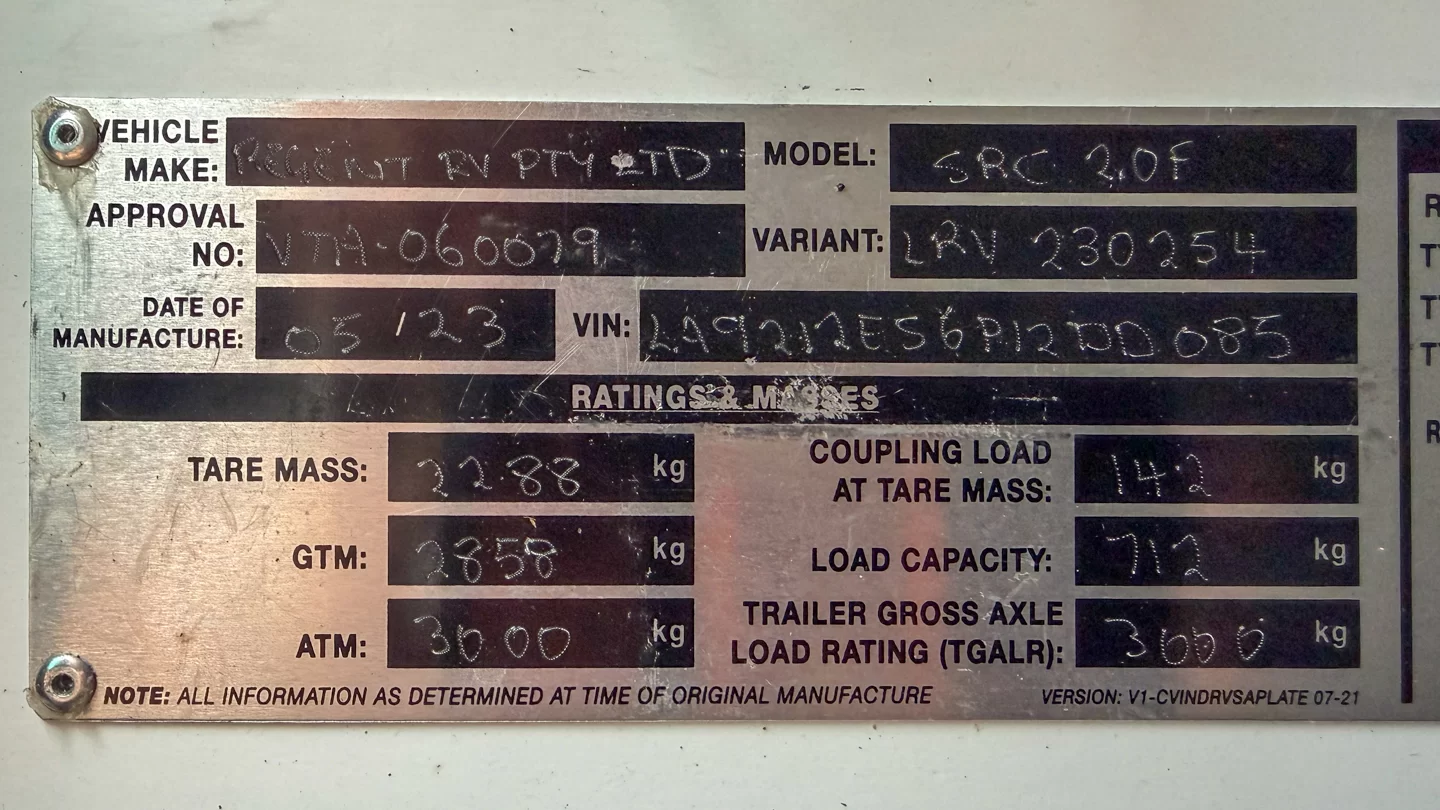 VEHICLE MAKE: REGENT RV PTY LTD MODEL: SRC 20F
APPROVAL NO: VTA-060079 VARIANT: LRV 230254
DATE OF MANUFACTURE: 05/23 VIN: LA9212ES6P12DD085
RATINGS & MASSES
TARE MASS: 2288 kg COUPLING LOAD AT TARE MASS: 142 kg
GTM: 2858 kg LOAD CAPACITY: 712 kg
ATM: 3000 kg TRAILER GROSS AXLE LOAD RATING (TGALR): kg
NOTE: ALL INFORMATION AS DETERMINED AT TIME OF ORIGINAL MANUFACTURE VERSION: V1-CVINDRVSAPLATE 07-21